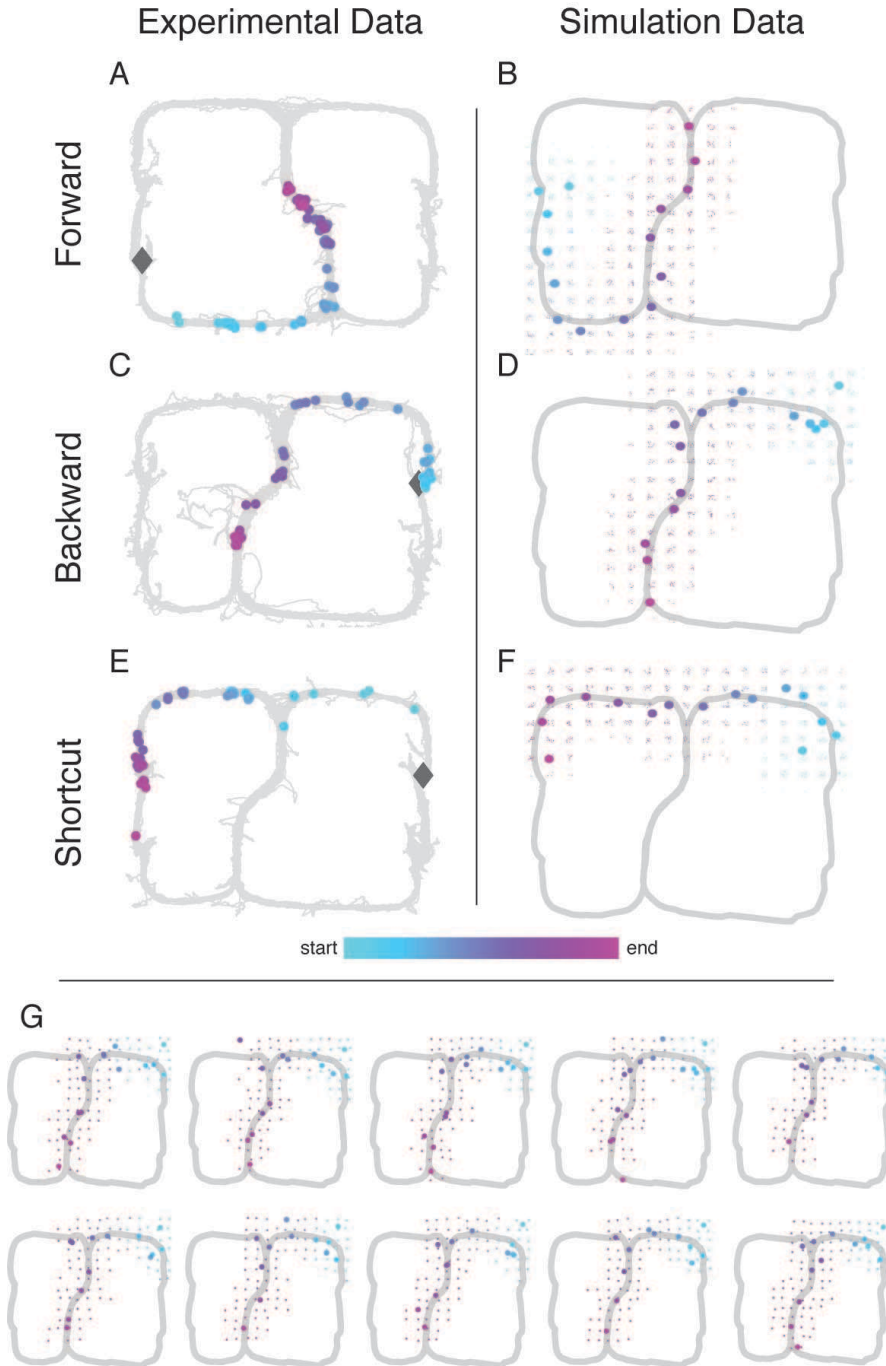 Experimental Data
Simulation Data
A
B
Forward
C
D
Backward
E
F
Shortcut
start
end
G